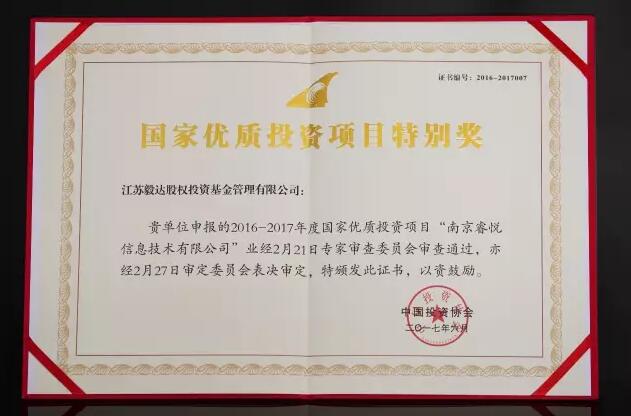 证书编号：2016-2017007
国家优质投资项目特别奖
江苏毅达股权投资基金管理有限公司：
贵单位申报的2016-2017年度国家优质投资项目“南京睿悦
信息技术有限公司”业经2月21日专家审查委员会审查通过，亦
经2月27日审定委员会表决审定，特颁发此证书，以资鼓励。
中国投资协会
二〇一七年六月